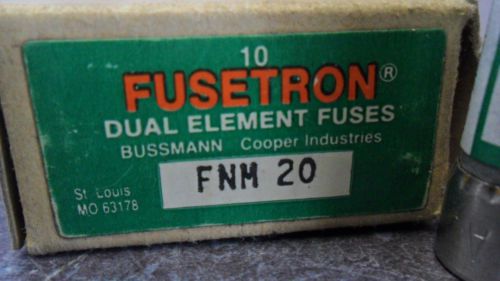 10
FUSETRON®
DUAL ELEMENT FUSES
BUSSMANN Cooper Industries
FNM 20
St. Louis
MO 63178